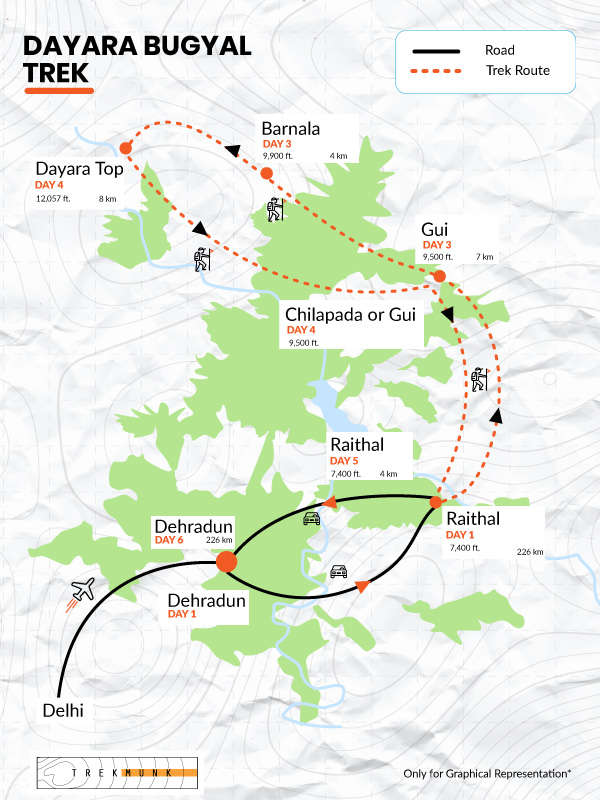 DAYARA BUGYAL
TREK
Road
Trek Route
Barnala
DAY 3
9,900 ft. 4 km
Dayara Top
DAY 4
12,057 ft. 8 km
Gui
DAY 3
9,500 ft. 7 km
Chilapada or Gui
DAY 4
9,500 ft.
Raithal
DAY 5
7,400 ft. 4 km
Raithal
DAY 1
7,400 ft.
226 km
Dehradun
DAY 6 226 km
Dehradun
DAY 1
Delhi
TREKMUNK
Only for Graphical Representation*